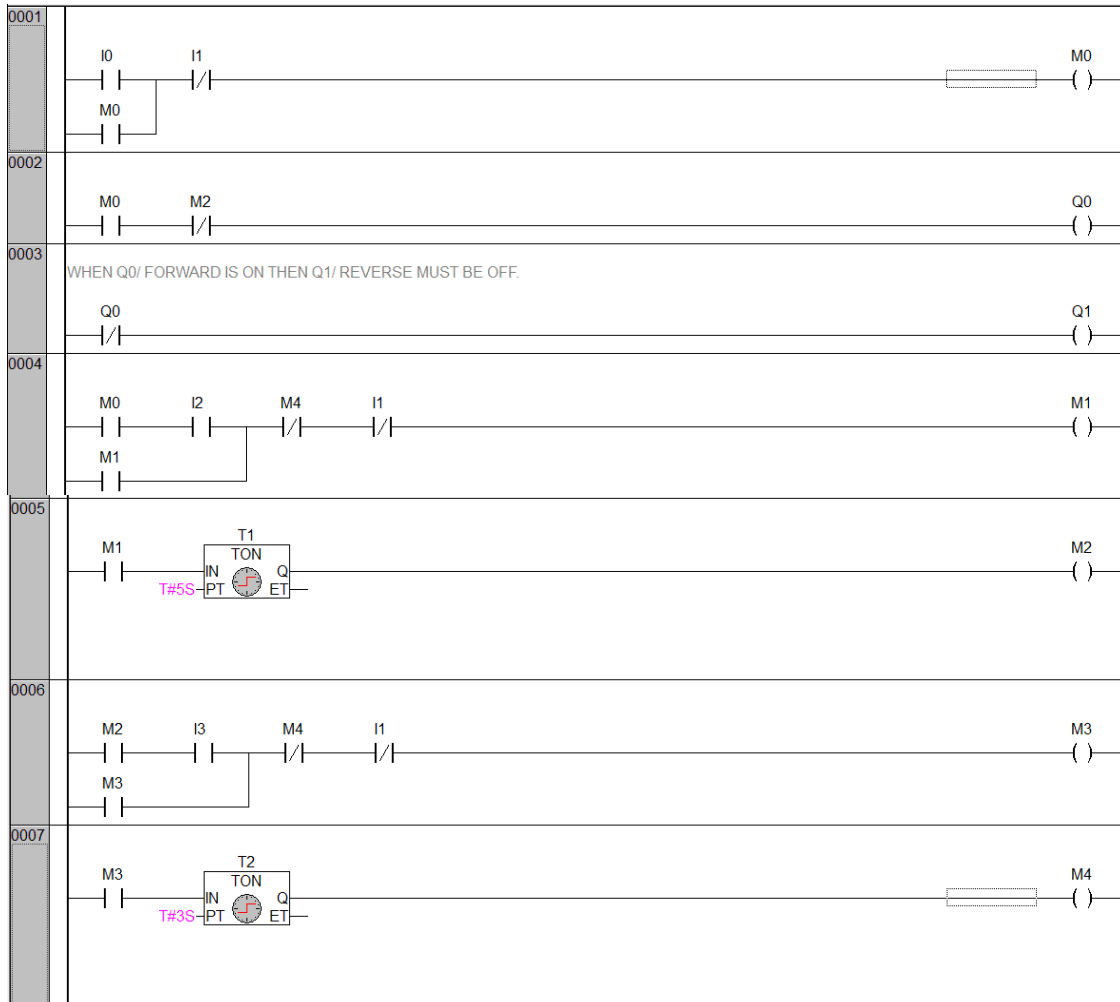 0001
I0 I1 M0
M0
0002
M0 M2 Q0
0003
WHEN Q0/ FORWARD IS ON THEN Q1/ REVERSE MUST BE OFF.
Q0 Q1
0004
M0 I2 M4 I1 M1
M1
0005
T1
M1 TON M2
IN Q
T#5S PT ET
0006
M2 I3 M4 I1 M3
M3
0007
T2
M3 TON M4
IN Q
T#3S PT ET